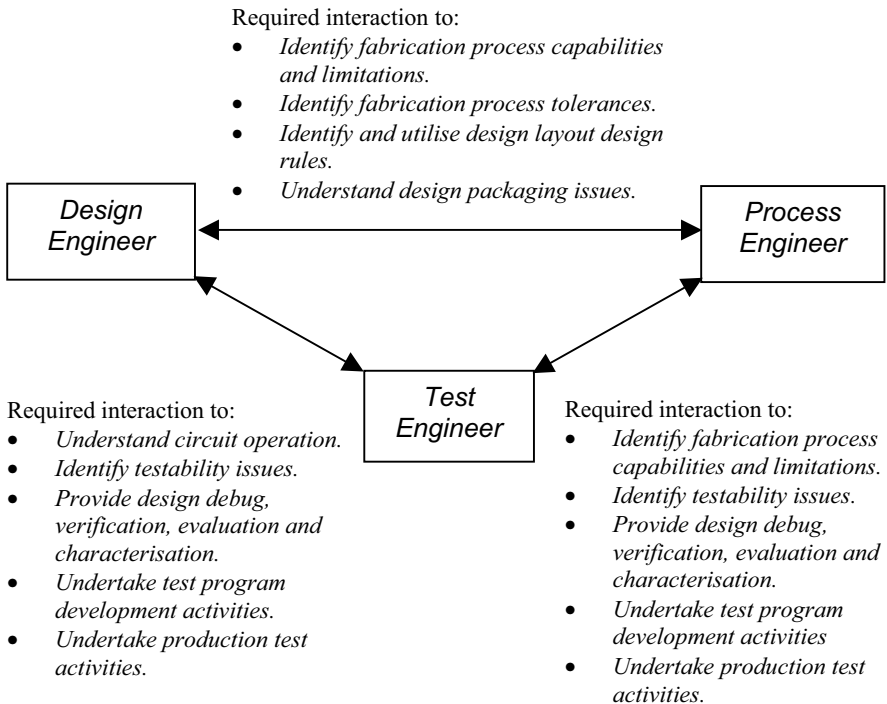 Required interaction to:
• Identify fabrication process capabilities
and limitations.
• Identify fabrication process tolerances.
• Identify and utilise design layout design
rules.
• Understand design packaging issues.
Design
Engineer
Process
Engineer
Test
Engineer
Required interaction to:
• Understand circuit operation.
• Identify testability issues.
• Provide design debug,
verification, evaluation and
characterisation.
• Undertake test program
development activities.
• Undertake production test
activities.
Required interaction to:
• Identify fabrication process
capabilities and limitations.
• Identify testability issues.
• Provide design debug,
verification, evaluation and
characterisation.
• Undertake test program
development activities
• Undertake production test
activities.